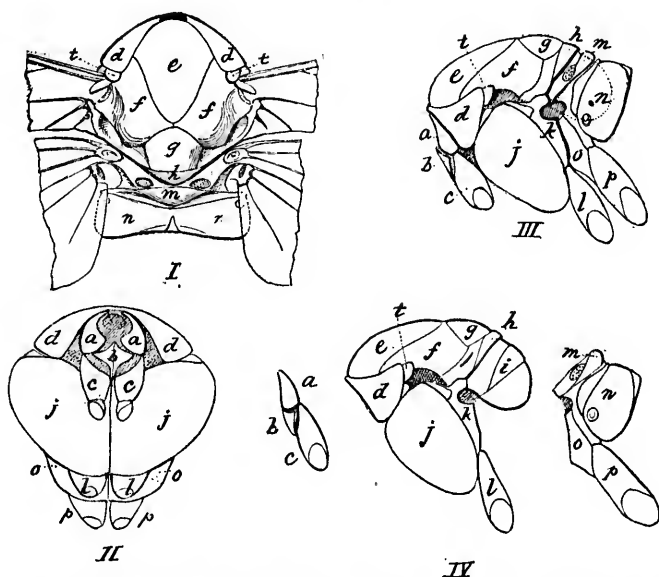 t d e d t
f f
g
h
m
n r
I
t e f g h m
n
a d k
b j o
c l p
III
d a a d
b
c c
j j
o l l o
p p
II
a
b
c
t e f g h
d i
k
j
l
IV
m
n
o
p